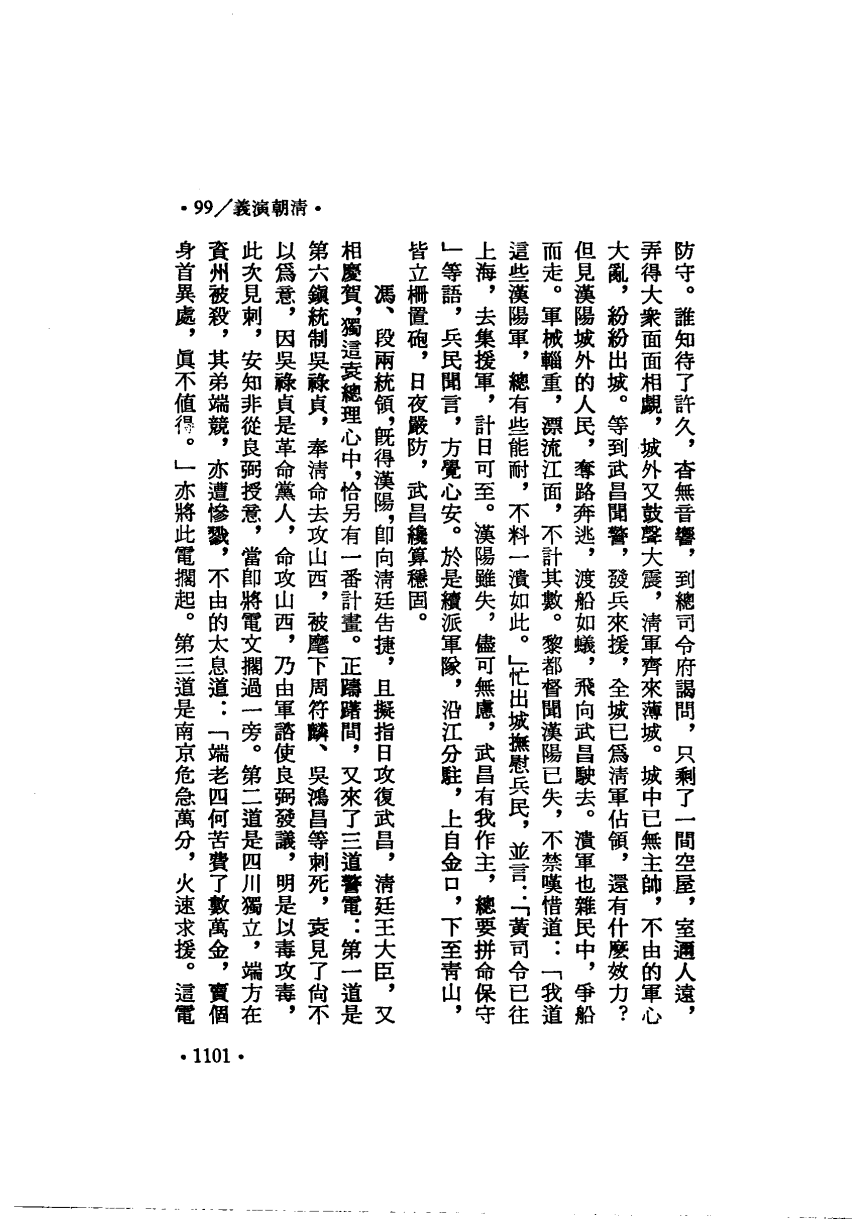 ·99／義演朝清·
防守。誰知待了許久，杳無音響，到總司令府謁問，只剩了一間空屋，室邇人遠，
弄得大衆面面相覷，城外又鼓聲大震，清軍齊來薄城。城中已無主帥，不由的軍心
大亂，紛紛出城。等到武昌聞警，發兵來援，全城已爲清軍佔領，還有什麼效力？
但見漢陽城外的人民，奪路奔逃，渡船如蟻，飛向武昌駛去。潰軍也雜民中，爭船
而走。軍械輜重，漂流江面，不計其數。黎都督聞漢陽已失，不禁嘆惜道：「我道
這些漢陽軍，總有些能耐，不料一潰如此。」忙出城撫慰兵民，並言：「黃司令已往
上海，去集援軍，計日可至。漢陽雖失，儘可無慮，武昌有我作主，總要拼命保守
」等語，兵民聞言，方覺心安。於是續派軍隊，沿江分駐，上自金口，下至青山，
皆立柵置砲，日夜嚴防，武昌纔算穩固。
馮、段兩統領，旣得漢陽，卽向清廷告捷，且擬指日攻復武昌，清廷王大臣，又
相慶賀，獨這袁總理心中，恰另有一番計畫。正躊躇間，又來了三道警電：第一道是
第六鎭統制吳祿貞，奉清命去攻山西，被麾下周符麟、吳鴻昌等刺死，袁見了尙不
以爲意，因吳祿貞是革命黨人，命攻山西，乃由軍諮使良弼發議，明是以毒攻毒，
此次見刺，安知非從良弼授意，當卽將電文擱過一旁。第二道是四川獨立，端方在
資州被殺，其弟端競，亦遭慘戮，不由的太息道：「端老四何苦費了數萬金，賣個
身首異處，眞不值得。」亦將此電擱起。第三道是南京危急萬分，火速求援。這電
·1101·